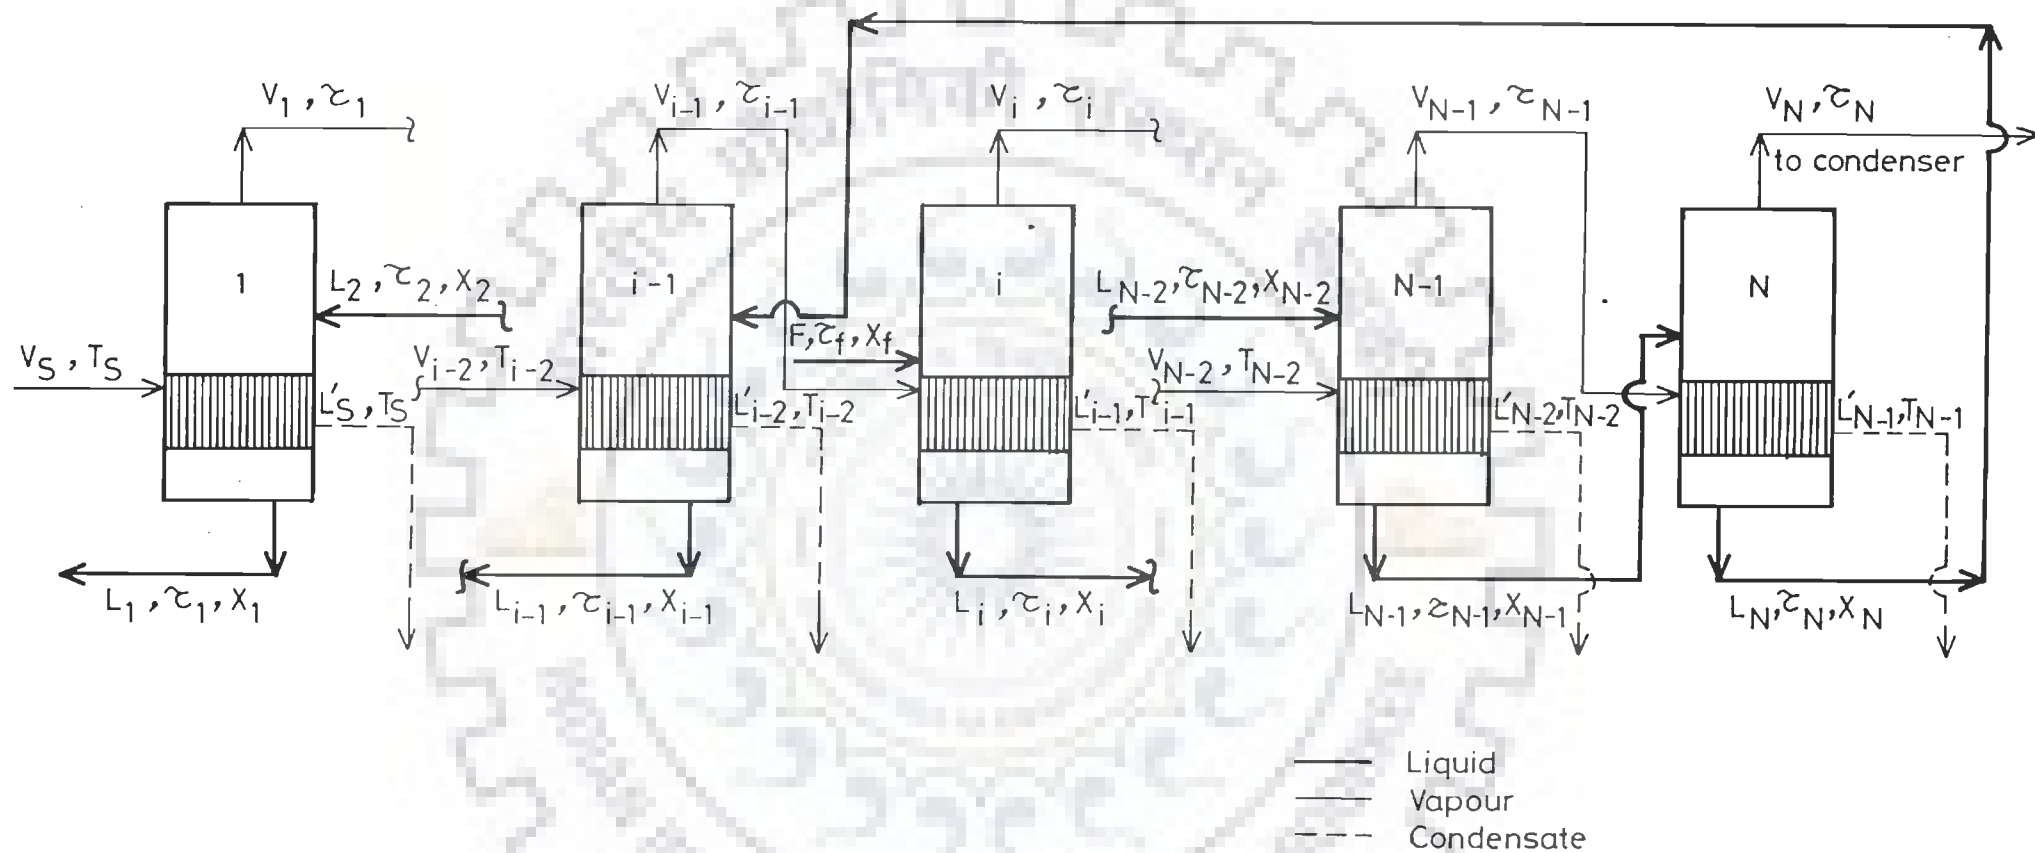 V1 , τ1
Vi-1 , τi-1
Vi , τi
VN-1 , τN-1
VN , τN
to condenser
1
i-1
i
N-1
N
L2 , τ2 , X2
LN-2 , τN-2 , XN-2
F, τf , Xf
VS , TS
Vi-2 , Ti-2
VN-2 , TN-2
L'S , TS
L'i-2 , Ti-2
L'i-1 , Ti-1
L'N-2 , TN-2
L'N-1 , TN-1
L1 , τ1 , X1
Li-1 , τi-1 , Xi-1
Li , τi , Xi
LN-1 , τN-1 , XN-1
LN , τN , XN
Liquid
Vapour
Condensate